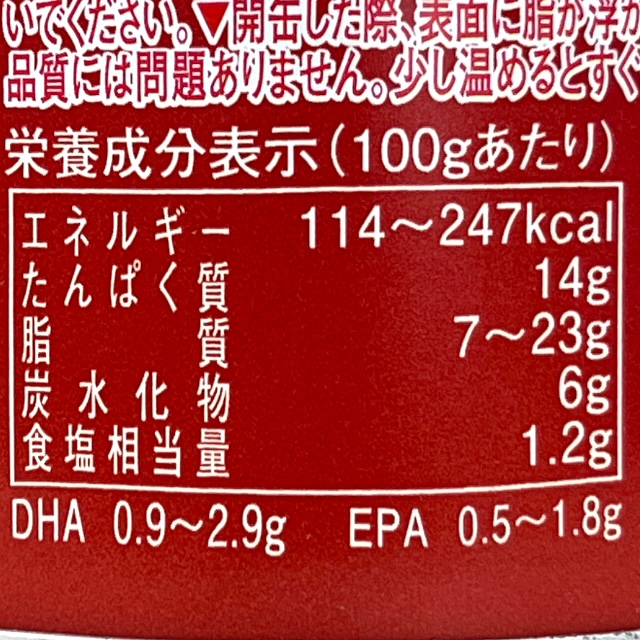 いてください。▼開缶した際、表面に脂が浮か
品質には問題ありません。少し温めるとすぐ
栄養成分表示(100gあたり)
エネルギー 114〜247kcal
たんぱく質 14g
脂質 7〜23g
炭水化物 6g
食塩相当量 1.2g
DHA 0.9〜2.9g EPA 0.5〜1.8g